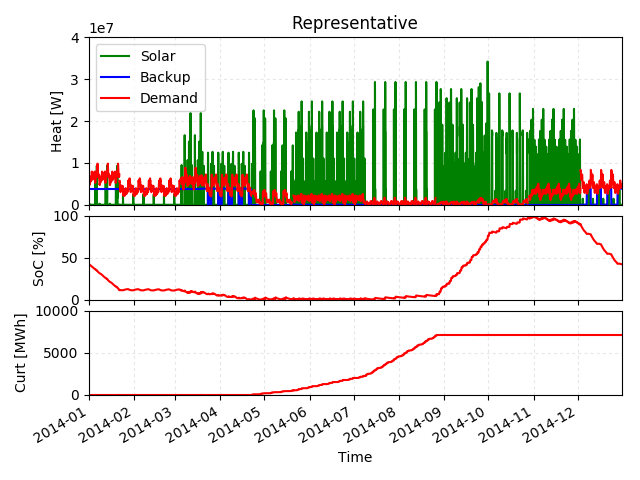 Representative
1e7
4
3
2
1
0
Heat [W]
Solar
Backup
Demand
100
50
0
SoC [%]
10000
5000
0
Curt [MWh]
2014-01
2014-02
2014-03
2014-04
2014-05
2014-06
2014-07
2014-08
2014-09
2014-10
2014-11
2014-12
Time